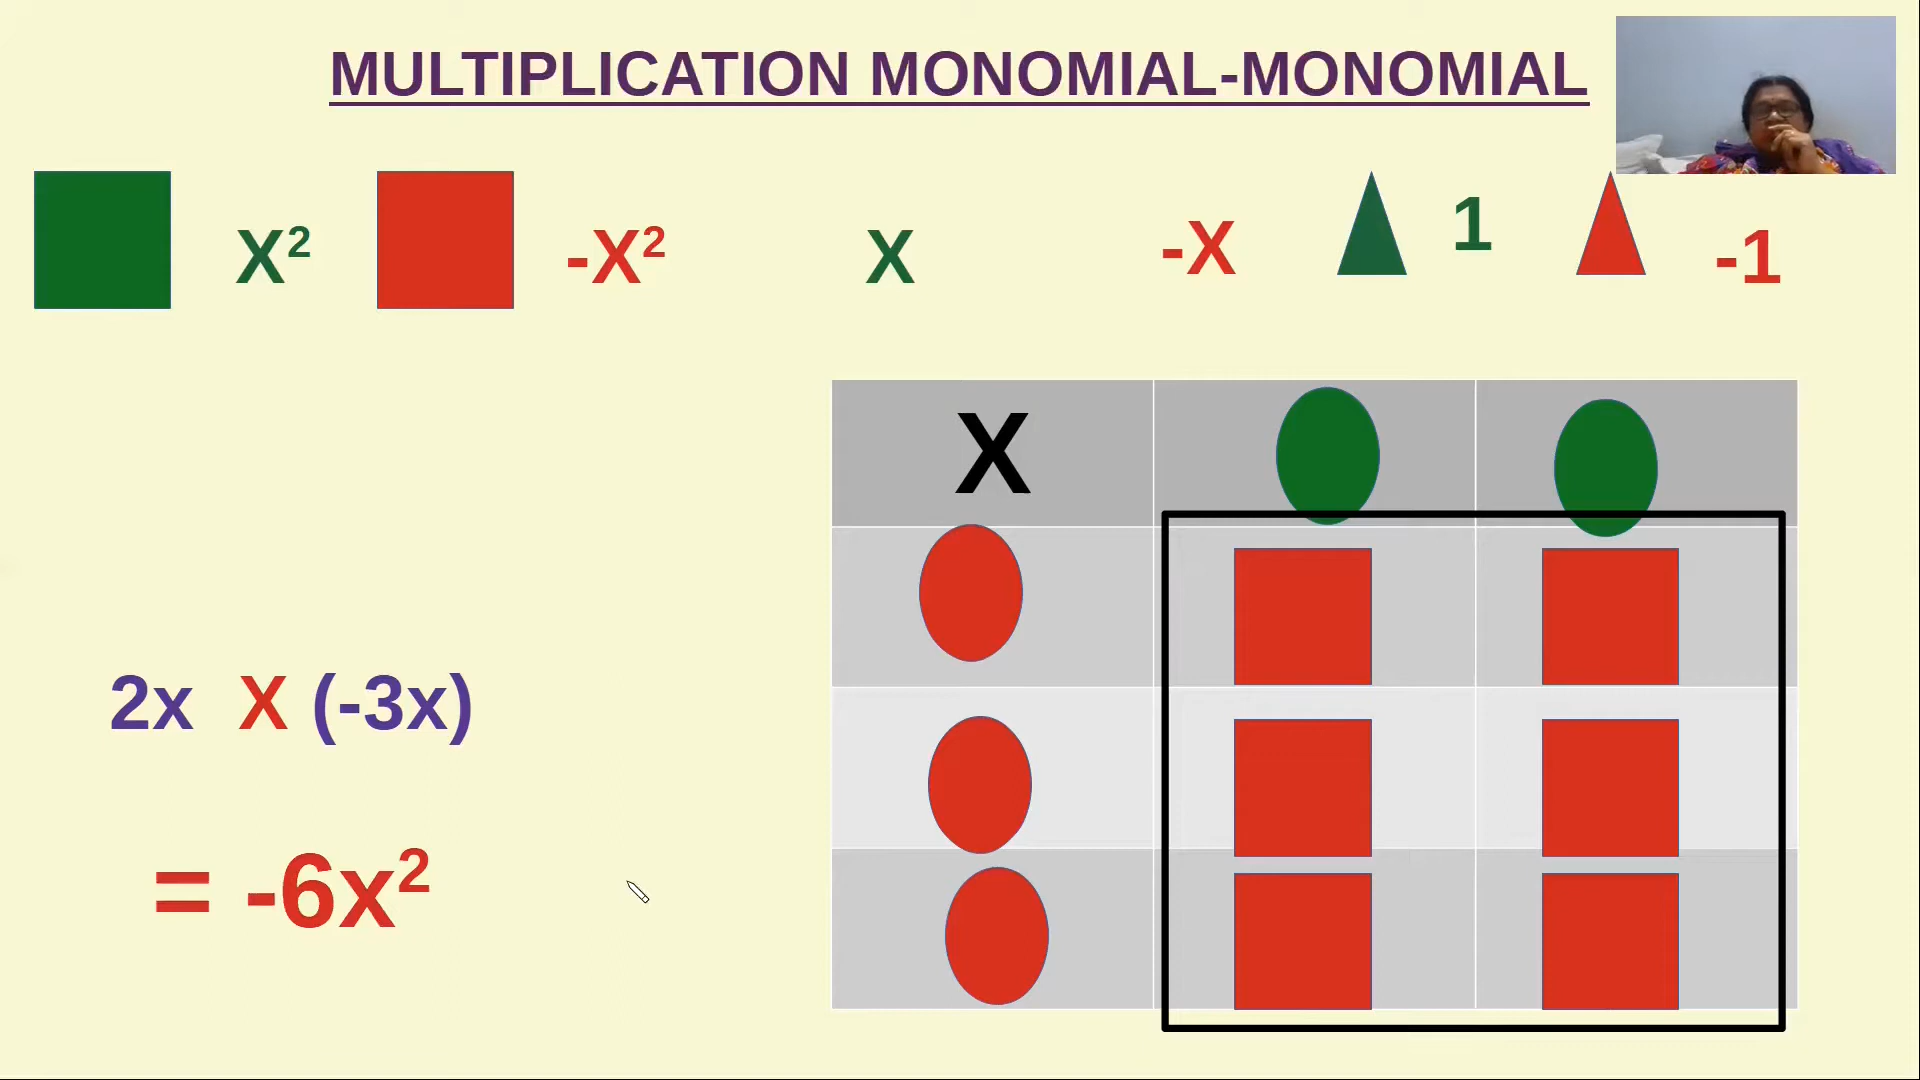 MULTIPLICATION MONOMIAL-MONOMIAL
X² -X² X -X 1 -1
X
2x X (-3x)
= -6x²